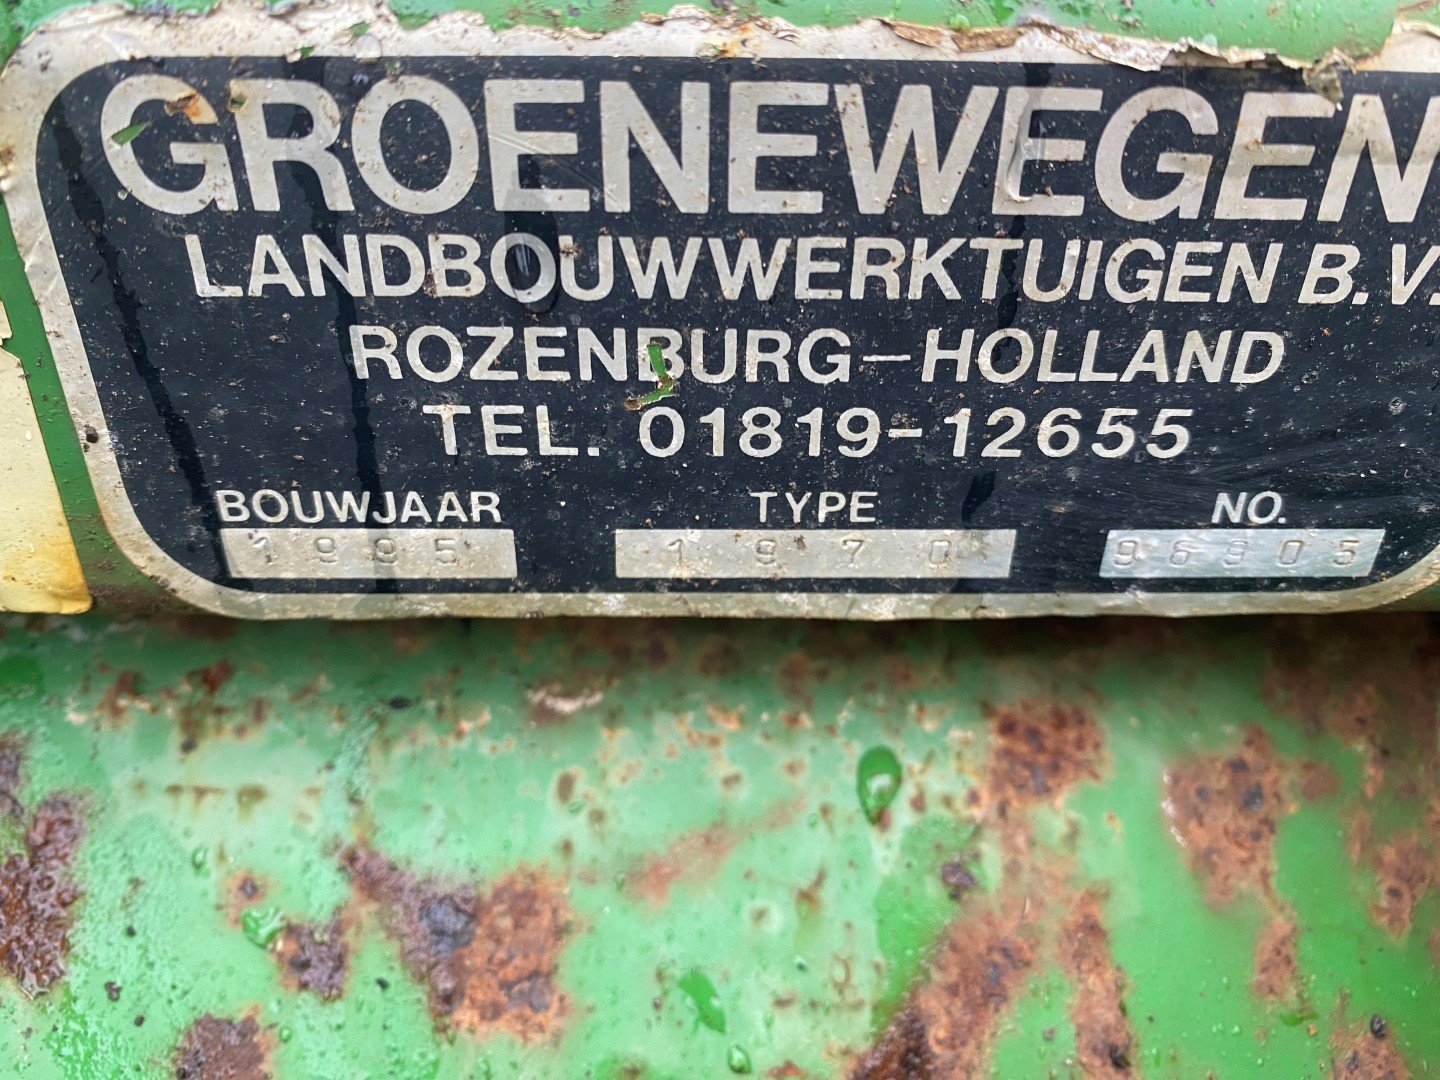 GROENEWEGEN
LANDBOUWWERKTUIGEN B.V.
ROZENBURG-HOLLAND
TEL. 01819-12655
BOUWJAAR TYPE NO.
1995 1970 96905